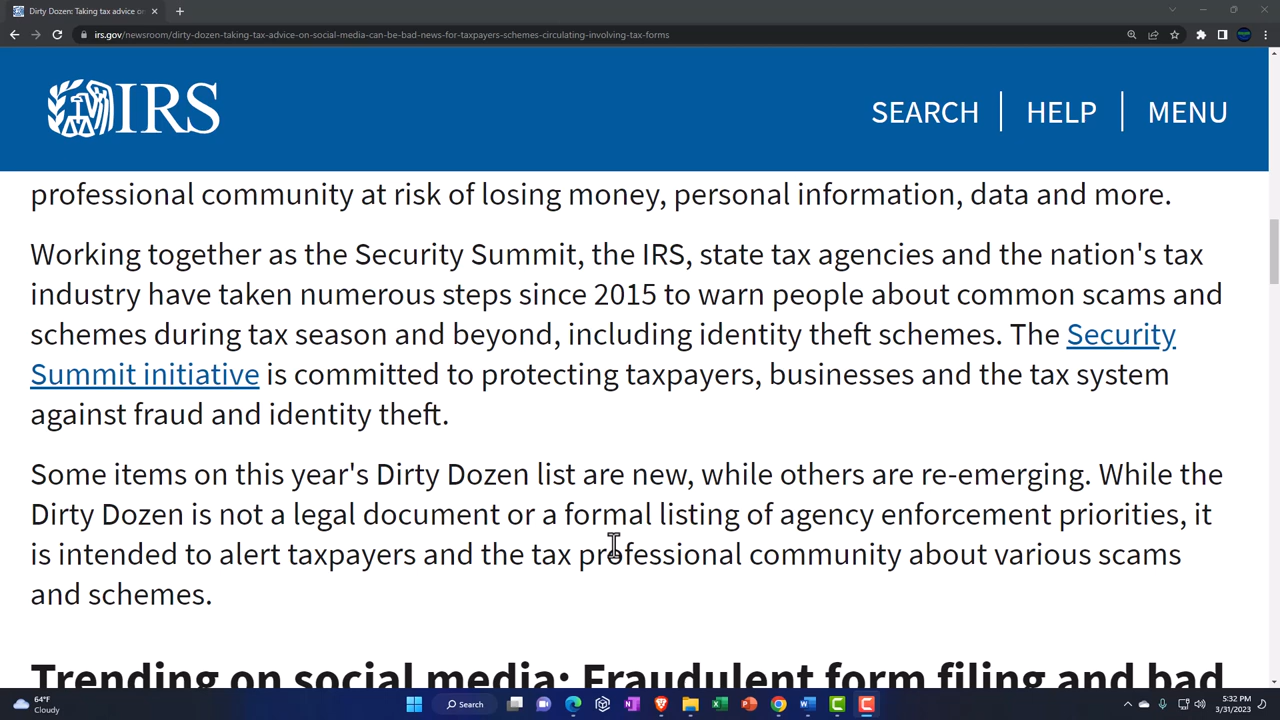 Dirty Dozen: Taking tax advice on
irs.gov/newsroom/dirty-dozen-taking-tax-advice-on-social-media-can-be-bad-news-for-taxpayers-schemes-circulating-involving-tax-forms
IRS
SEARCH
HELP
MENU
professional community at risk of losing money, personal information, data and more.
Working together as the Security Summit, the IRS, state tax agencies and the nation's tax
industry have taken numerous steps since 2015 to warn people about common scams and
schemes during tax season and beyond, including identity theft schemes. The Security
Summit initiative is committed to protecting taxpayers, businesses and the tax system
against fraud and identity theft.
Some items on this year's Dirty Dozen list are new, while others are re-emerging. While the
Dirty Dozen is not a legal document or a formal listing of agency enforcement priorities, it
is intended to alert taxpayers and the tax professional community about various scams
and schemes.
Trending on social media: Fraudulent form filing and bad
64°F
Cloudy
Search
5:32 PM
3/31/2023